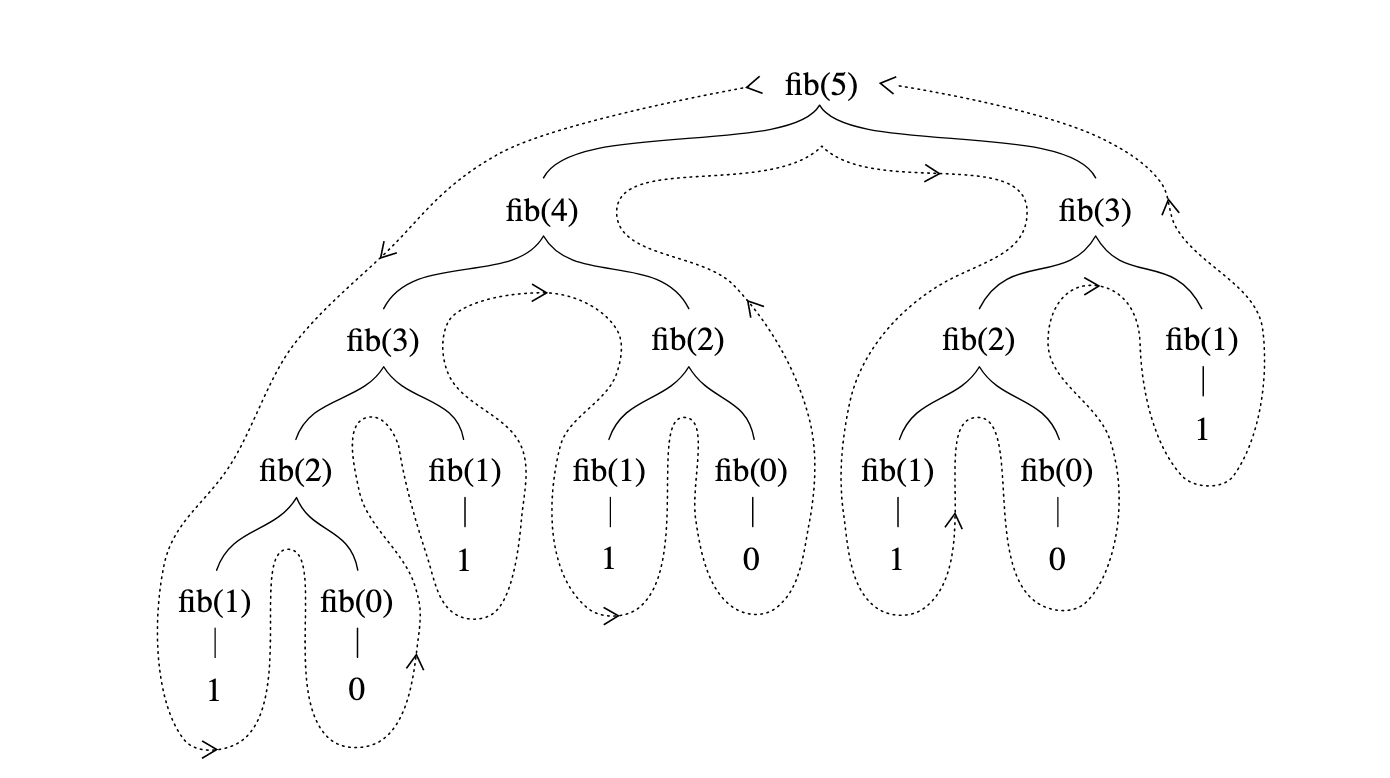 fib(5)
fib(4) fib(3)
fib(3) fib(2) fib(2) fib(1)
1
fib(2) fib(1) fib(1) fib(0) fib(1) fib(0)
1 1 0 1 0
fib(1) fib(0)
1 0